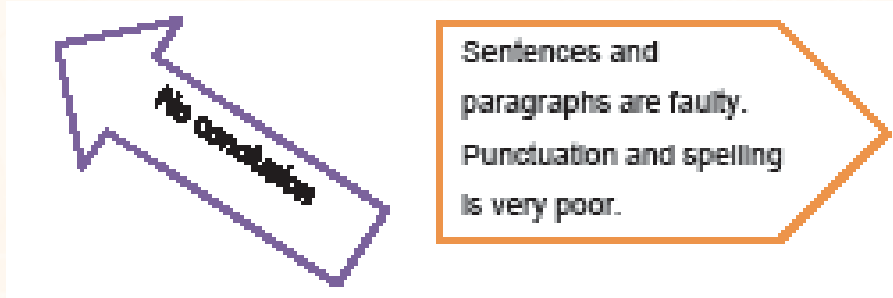 No conclusion
Sentences and
paragraphs are faulty.
Punctuation and spelling
is very poor.